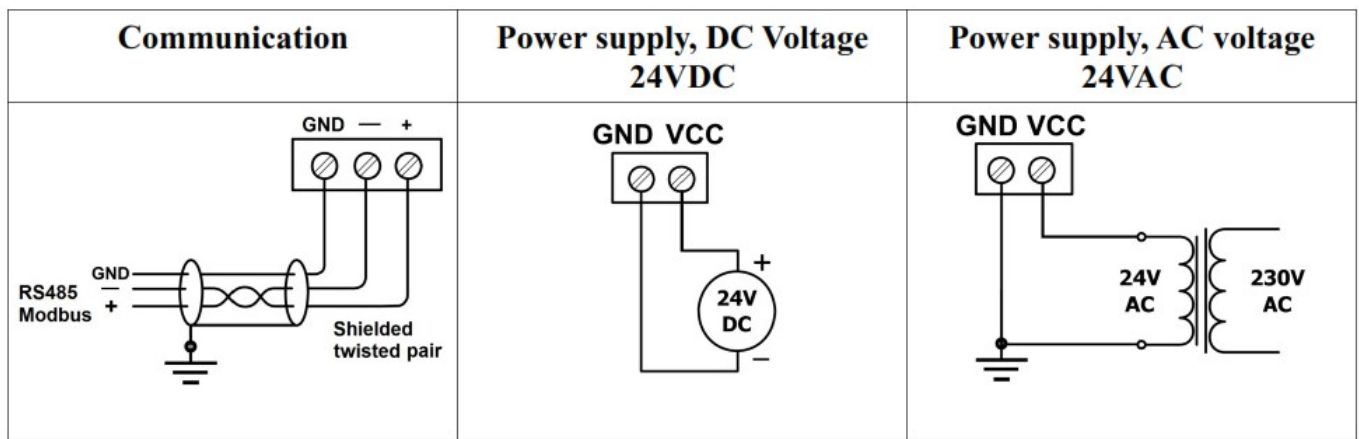 Communication
Power supply, DC Voltage
24VDC
Power supply, AC voltage
24VAC
GND — +
GND
RS485 —
Modbus +
Shielded
twisted pair
GND VCC
+
24V
DC
—
GND VCC
24V
AC
230V
AC